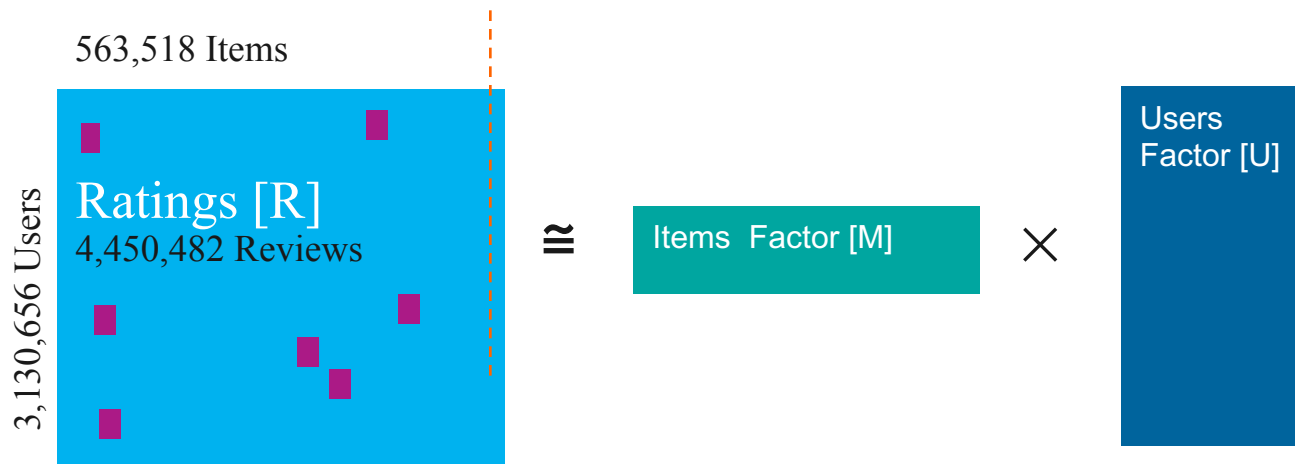 563,518 Items
3,130,656 Users
Ratings [R]
4,450,482 Reviews
≅
Items Factor [M]
×
Users
Factor [U]